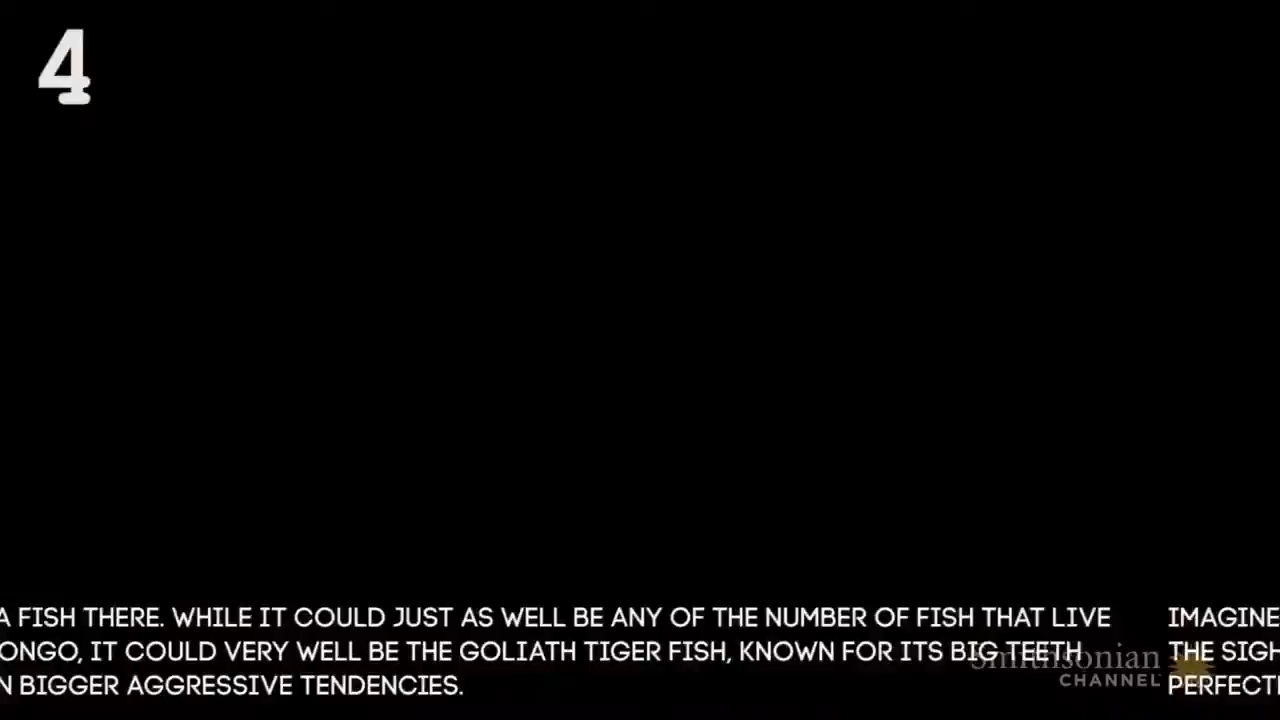 4
A FISH THERE. WHILE IT COULD JUST AS WELL BE ANY OF THE NUMBER OF FISH THAT LIVE
ONGO, IT COULD VERY WELL BE THE GOLIATH TIGER FISH, KNOWN FOR ITS BIG TEETH
N BIGGER AGGRESSIVE TENDENCIES.
IMAGINE
THE SIGH
PERFECT
Smithsonian
CHANNEL